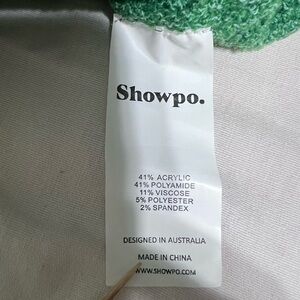 Showpo.
41% ACRYLIC
41% POLYAMIDE
11% VISCOSE
5% POLYESTER
2% SPANDEX
DESIGNED IN AUSTRALIA
MADE IN CHINA
WWW.SHOWPO.COM